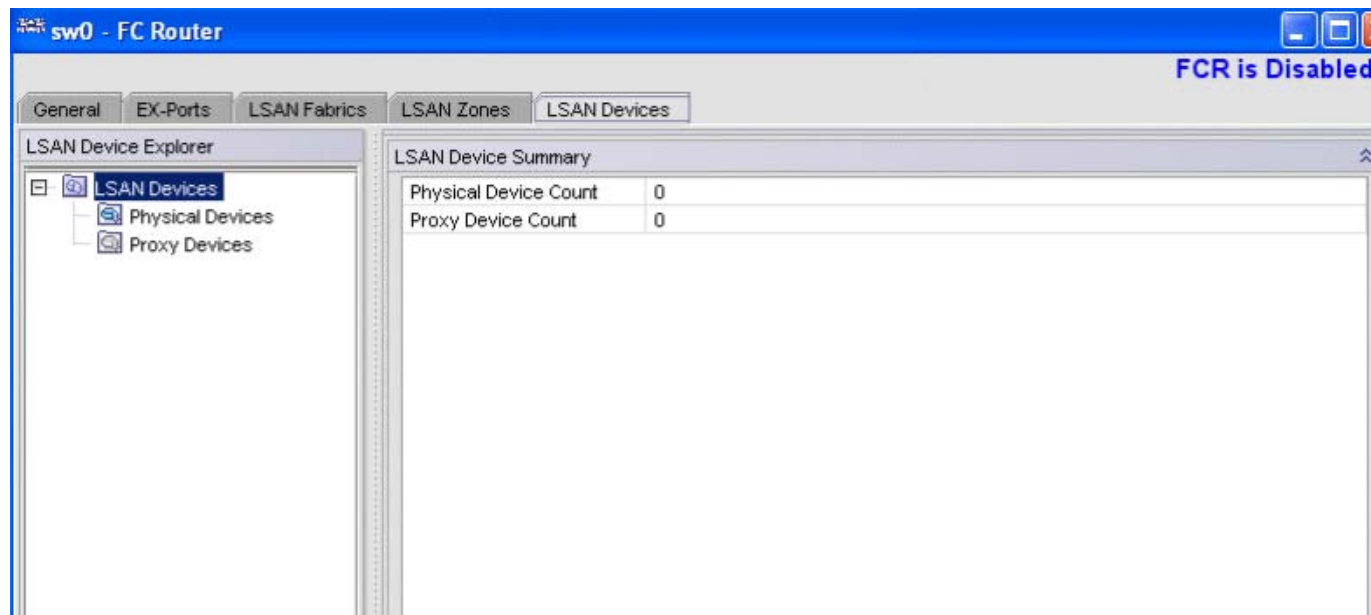 sw0 - FC Router
FCR is Disabled
General EX-Ports LSAN Fabrics LSAN Zones LSAN Devices
LSAN Device Explorer
LSAN Devices
Physical Devices
Proxy Devices
LSAN Device Summary
Physical Device Count 0
Proxy Device Count 0